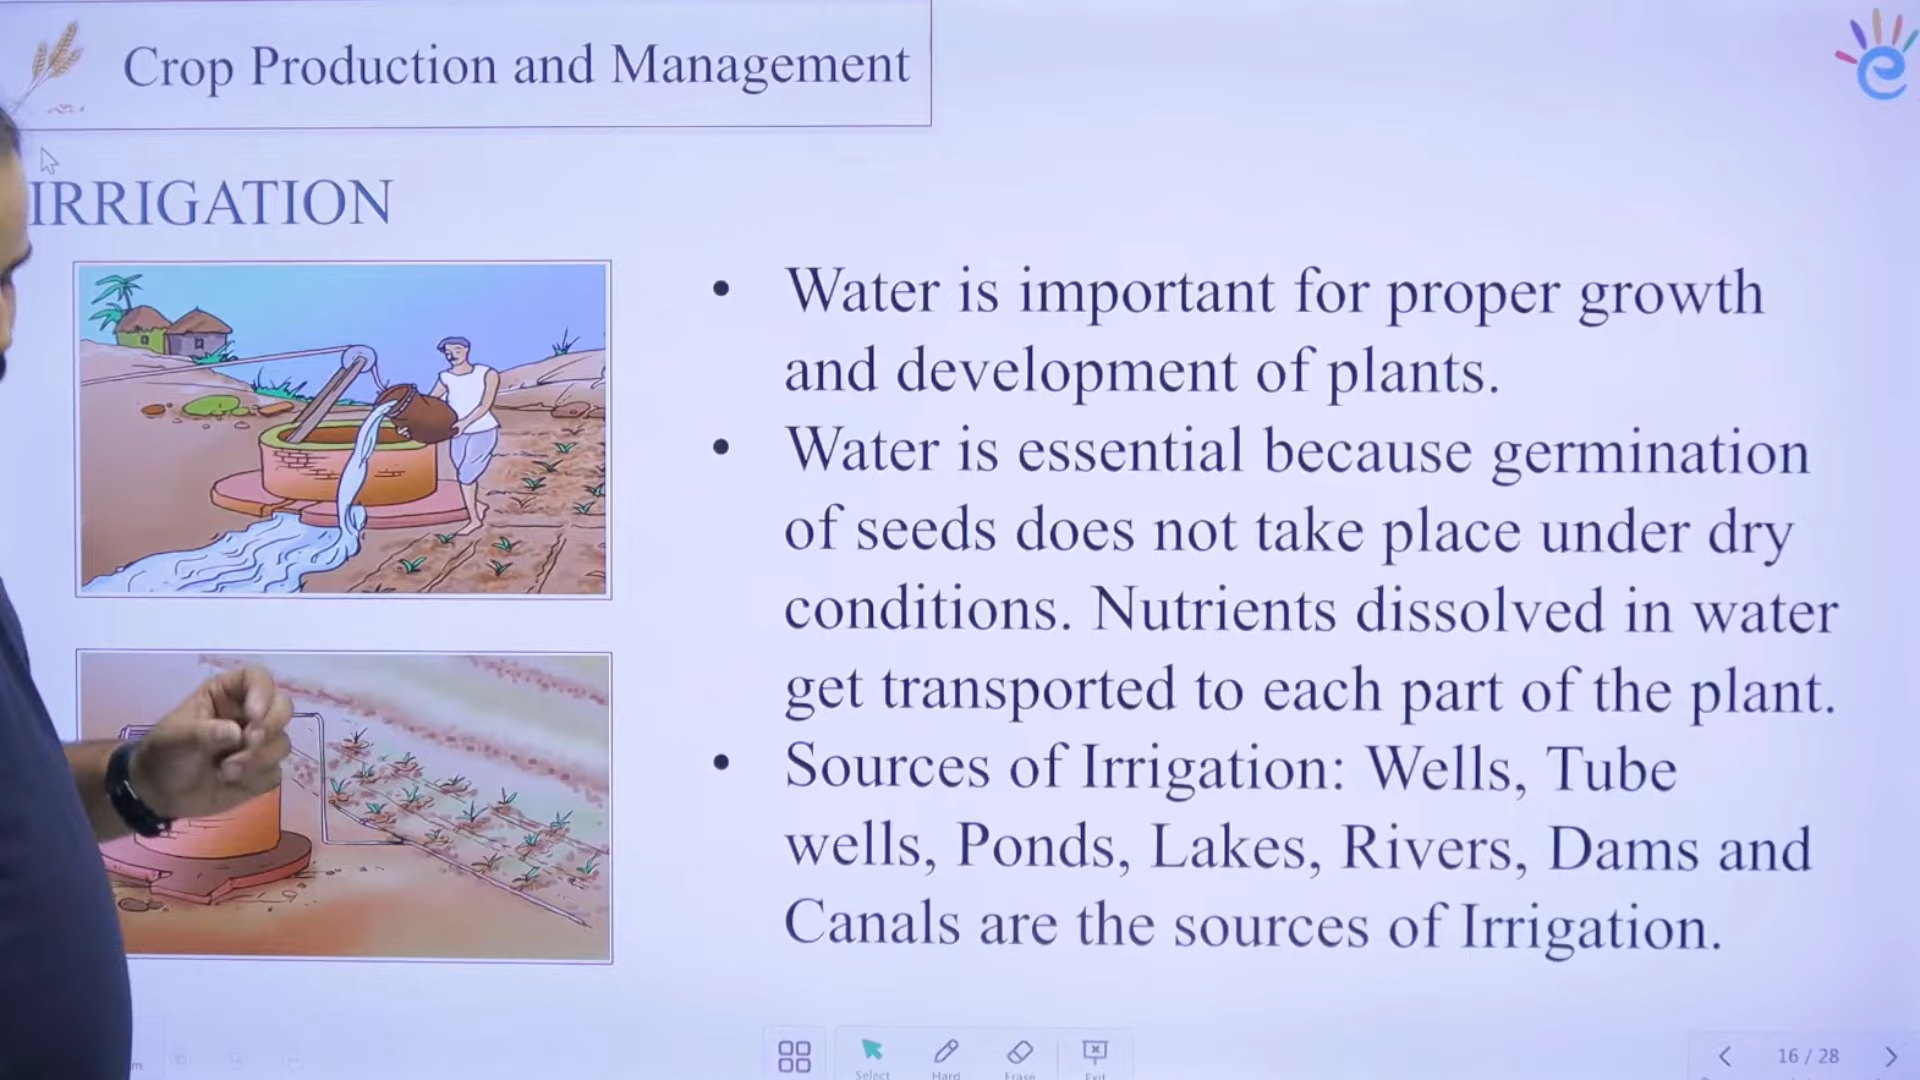 Crop Production and Management
IRRIGATION
• Water is important for proper growth
and development of plants.
• Water is essential because germination
of seeds does not take place under dry
conditions. Nutrients dissolved in water
get transported to each part of the plant.
• Sources of Irrigation: Wells, Tube
wells, Ponds, Lakes, Rivers, Dams and
Canals are the sources of Irrigation.
Select Hard Erase Exit
16 / 28